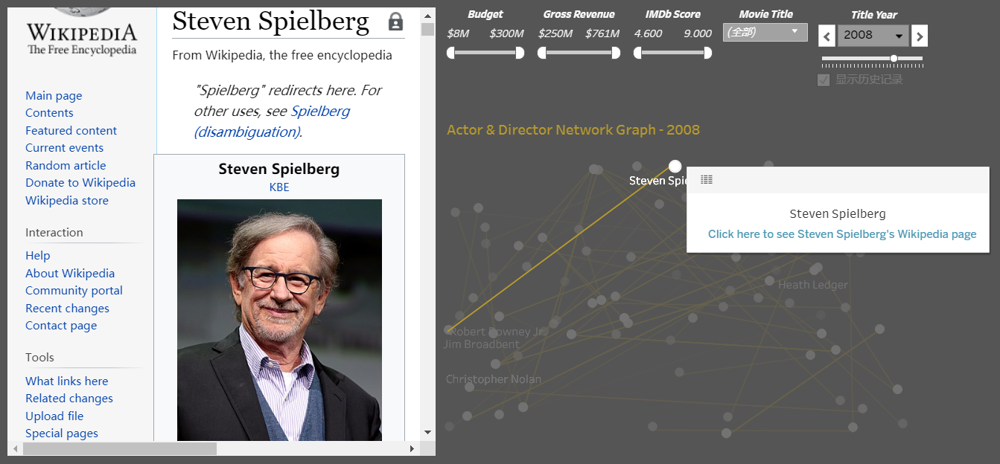 WIKIPEDIA
The Free Encyclopedia
Main page
Contents
Featured content
Current events
Random article
Donate to Wikipedia
Wikipedia store
Interaction
Help
About Wikipedia
Community portal
Recent changes
Contact page
Tools
What links here
Related changes
Upload file
Special pages
Steven Spielberg
From Wikipedia, the free encyclopedia
"Spielberg" redirects here. For
other uses, see Spielberg
(disambiguation).
Steven Spielberg
KBE
Budget
$8M $300M
Gross Revenue
$250M $761M
IMDb Score
4.600 9.000
Movie Title
(全部)
Title Year
2008
显示历史记录
Actor & Director Network Graph - 2008
Steven Spie
Steven Spielberg
Click here to see Steven Spielberg's Wikipedia page
Heath Ledger
Robert Downey Jr.
Jim Broadbent
Christopher Nolan